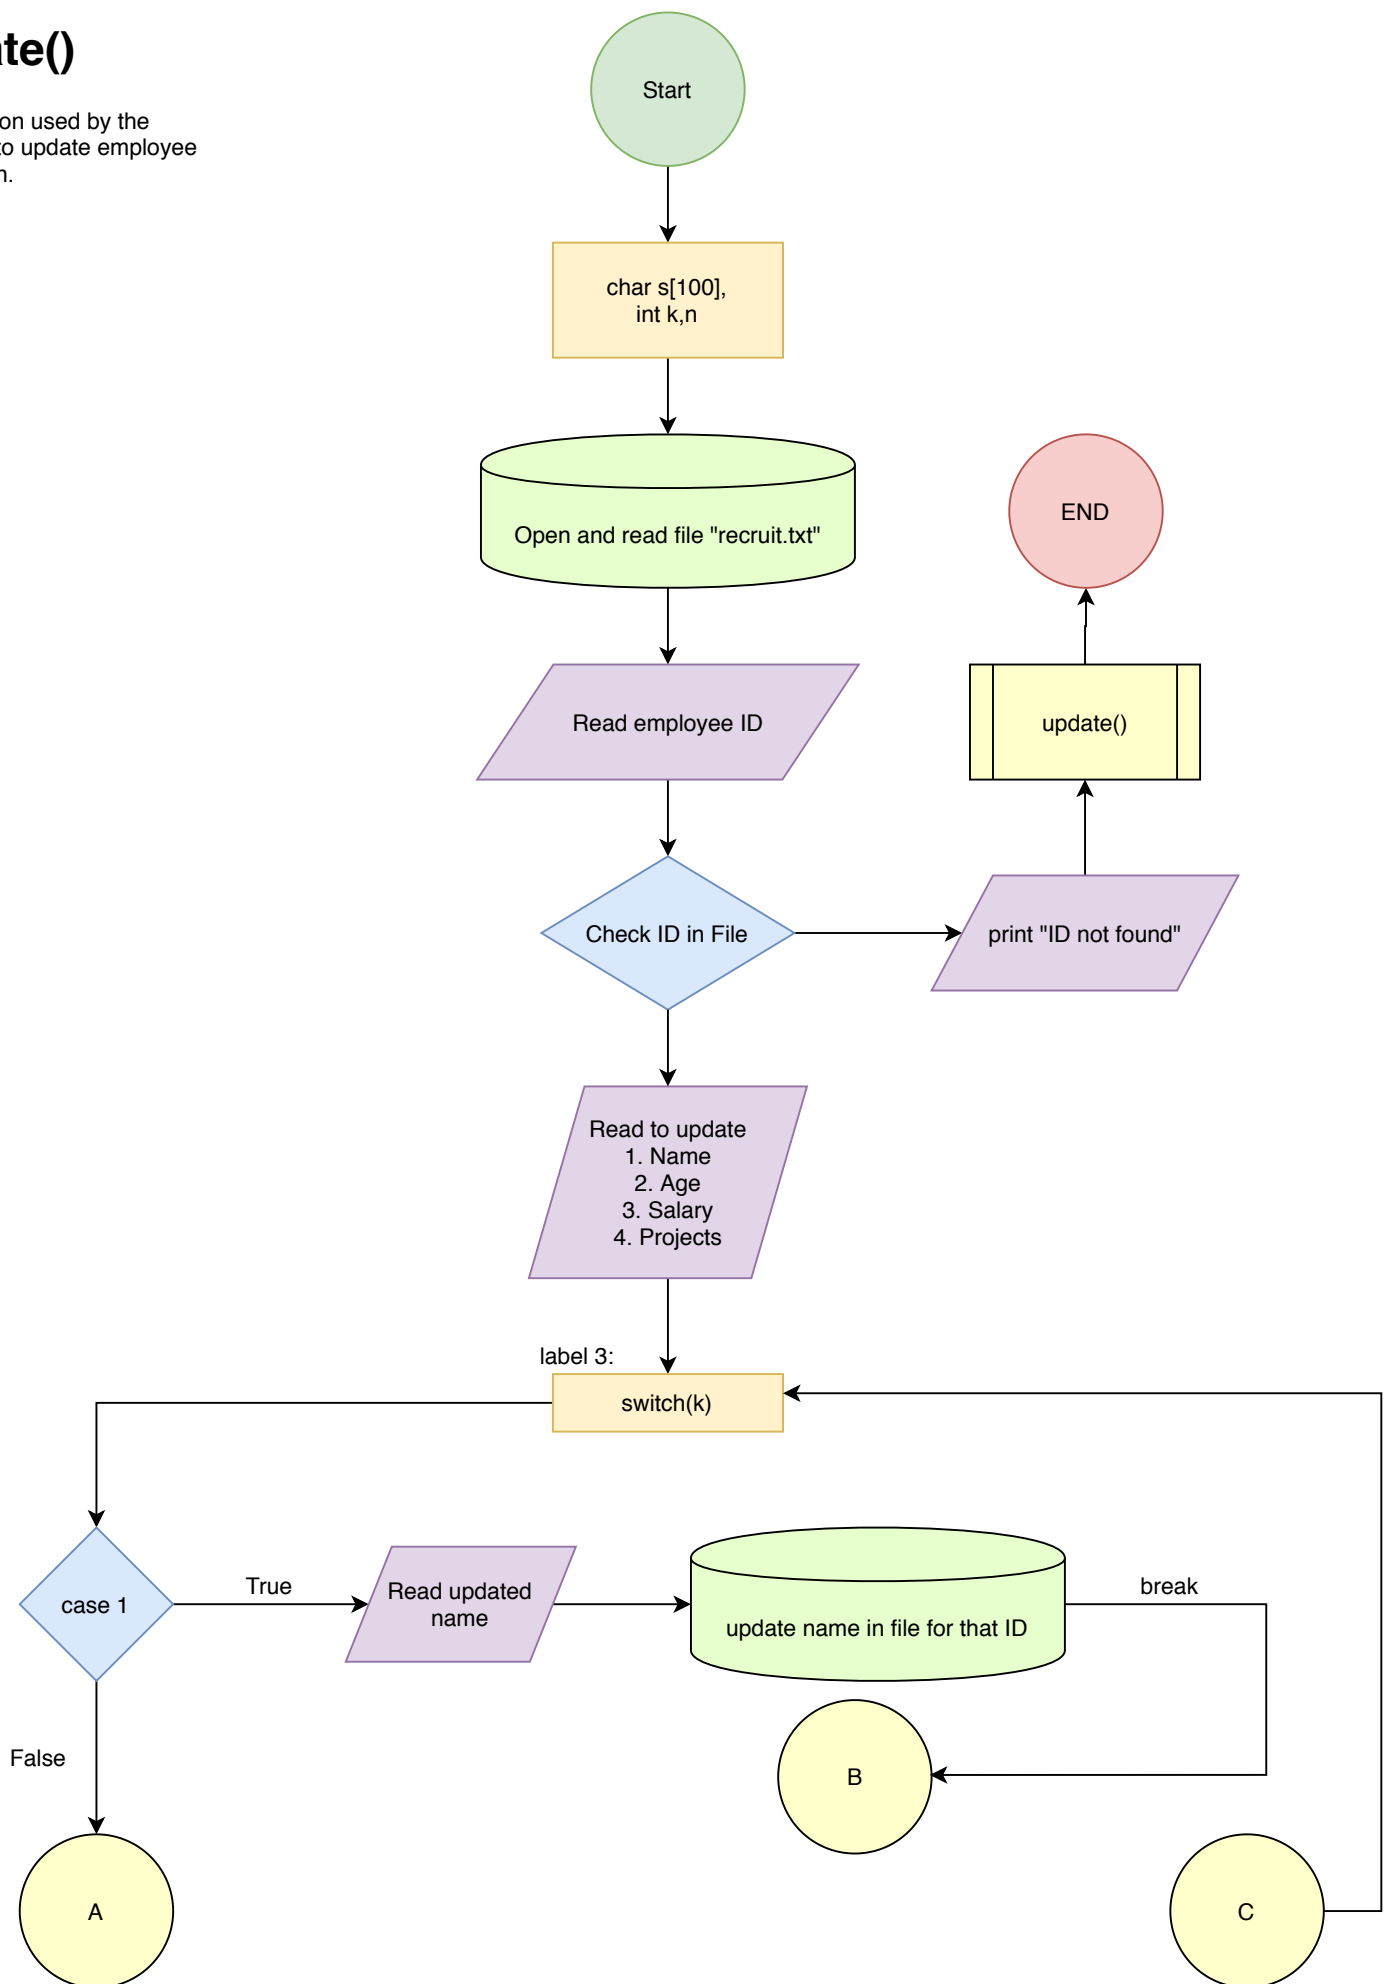 te()
Start
on used by the
to update employee
n.
char s[100],
int k,n
Open and read file "recruit.txt"
END
Read employee ID
update()
Check ID in File
print "ID not found"
Read to update
1. Name
2. Age
3. Salary
4. Projects
label 3:
switch(k)
case 1
True
Read updated
name
update name in file for that ID
break
False
B
A
C